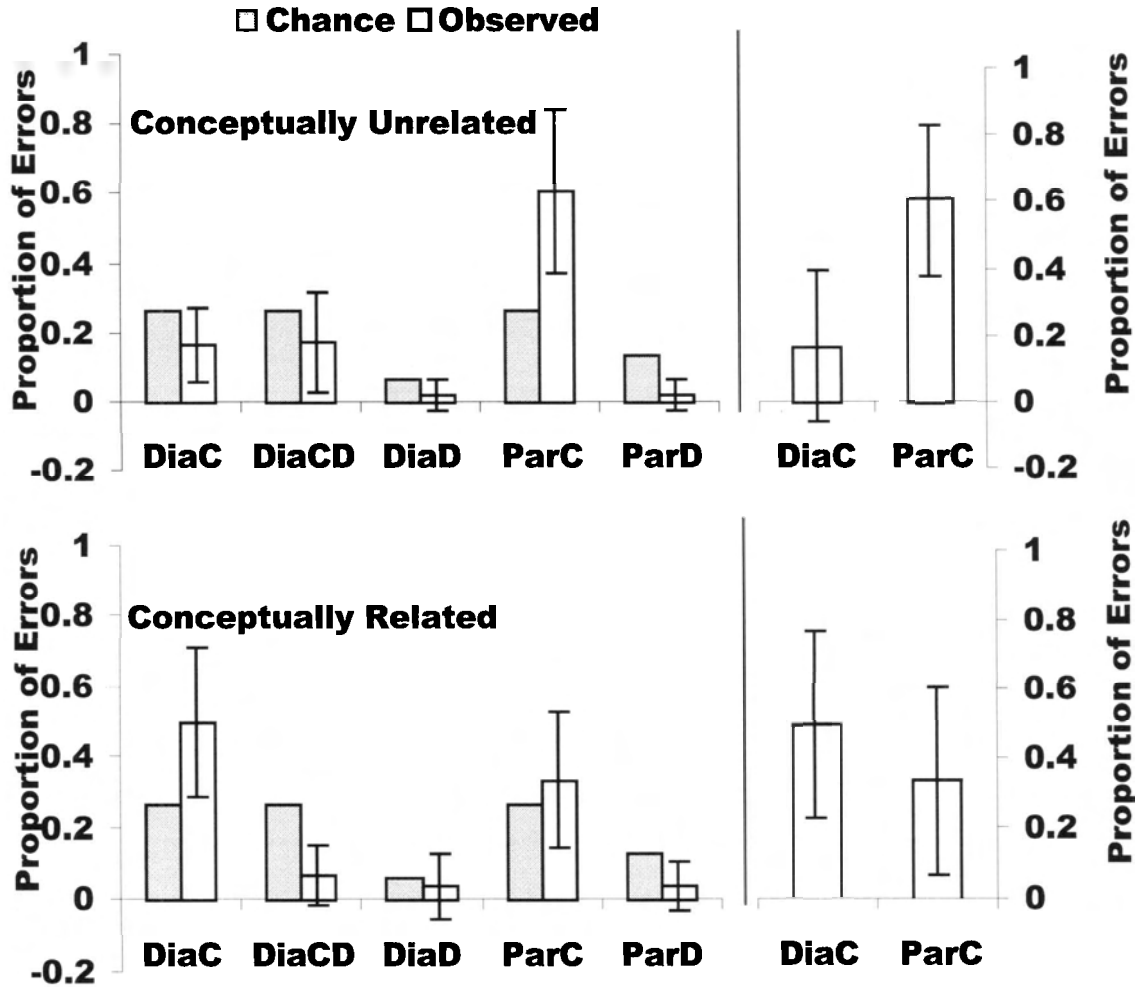 Chance Observed
Proportion of Errors
1
0.8
0.6
0.4
0.2
0
-0.2
Conceptually Unrelated
DiaC DiaCD DiaD ParC ParD
DiaC ParC
1
0.8
0.6
0.4
0.2
0
-0.2
Proportion of Errors
Proportion of Errors
1
0.8
0.6
0.4
0.2
0
-0.2
Conceptually Related
DiaC DiaCD DiaD ParC ParD
DiaC ParC
1
0.8
0.6
0.4
0.2
0
-0.2
Proportion of Errors